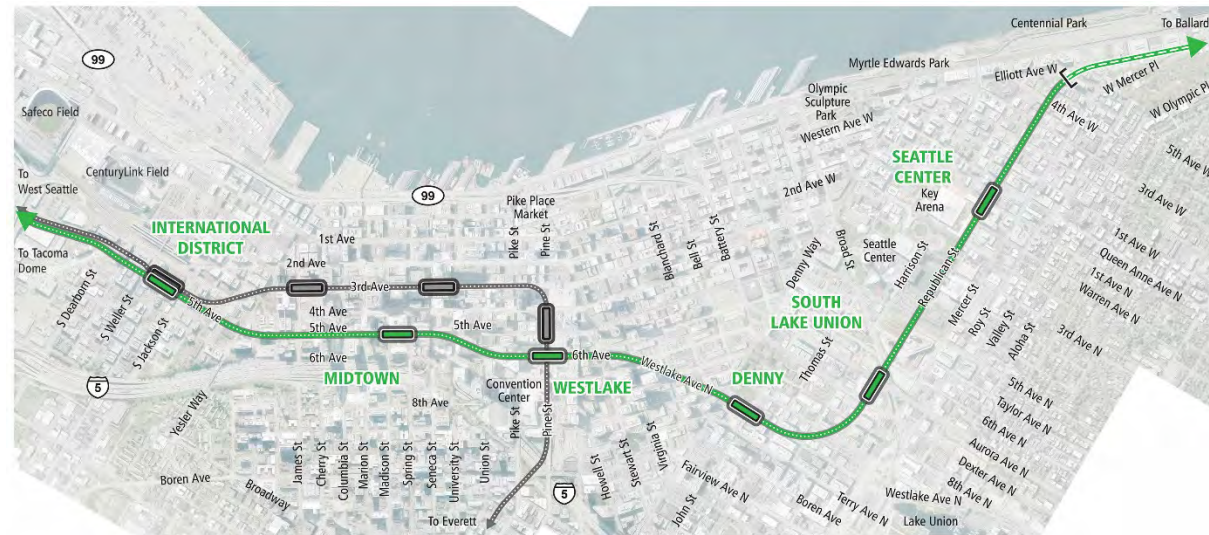 Centennial Park
To Ballard
99
Myrtle Edwards Park
Elliott Ave W
W Mercer Pl
W Olympic Pl
Safeco Field
Olympic
Sculpture
Park
Western Ave W
4th Ave W
5th Ave W
SEATTLE
CENTER
To
West Seattle
CenturyLink Field
99
Pike Place
Market
2nd Ave W
Key
Arena
3rd Ave W
INTERNATIONAL
DISTRICT
1st Ave
Pike St
Pine St
Blanchard St
Bell St
Battery St
Denny Way
Broad St
Seattle
Center
Harrison St
Republican St
1st Ave W
Queen Anne Ave N
1st Ave N
Warren Ave N
To Tacoma
Dome
2nd Ave
3rd Ave
S Dearborn St
S Weller St
S Jackson St
5th Ave
4th Ave
5th Ave
5th Ave
SOUTH
LAKE UNION
Mercer St
Roy St
Valley St
Aloha St
3rd Ave N
6th Ave
6th Ave
Westlake Ave N
Thomas St
5
MIDTOWN
Convention
Center
WESTLAKE
DENNY
5th Ave N
Taylor Ave N
6th Ave N
Aurora Ave N
Dexter Ave N
8th Ave N
Yesler Way
8th Ave
Pike St
Pine St
James St
Cherry St
Columbia St
Marion St
Madison St
Spring St
Seneca St
University St
Union St
Howell St
Stewart St
Virginia St
Boren Ave
Broadway
5
Fairview Ave N
John St
Boren Ave
Terry Ave N
Westlake Ave N
Lake Union
To Everett